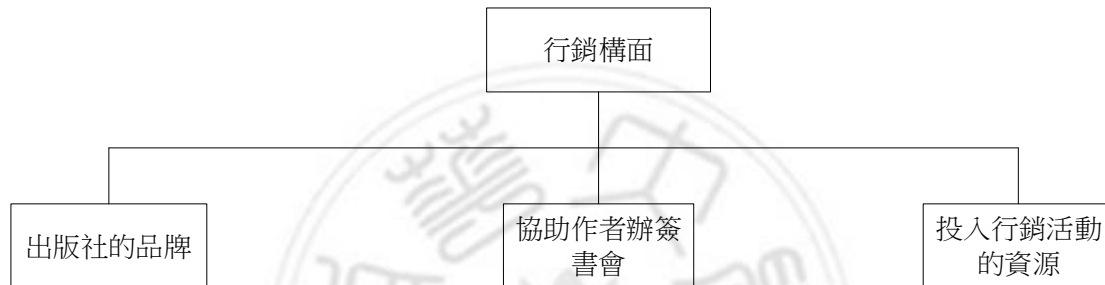 行銷構面
出版社的品牌
協助作者辦簽
書會
投入行銷活動
的資源